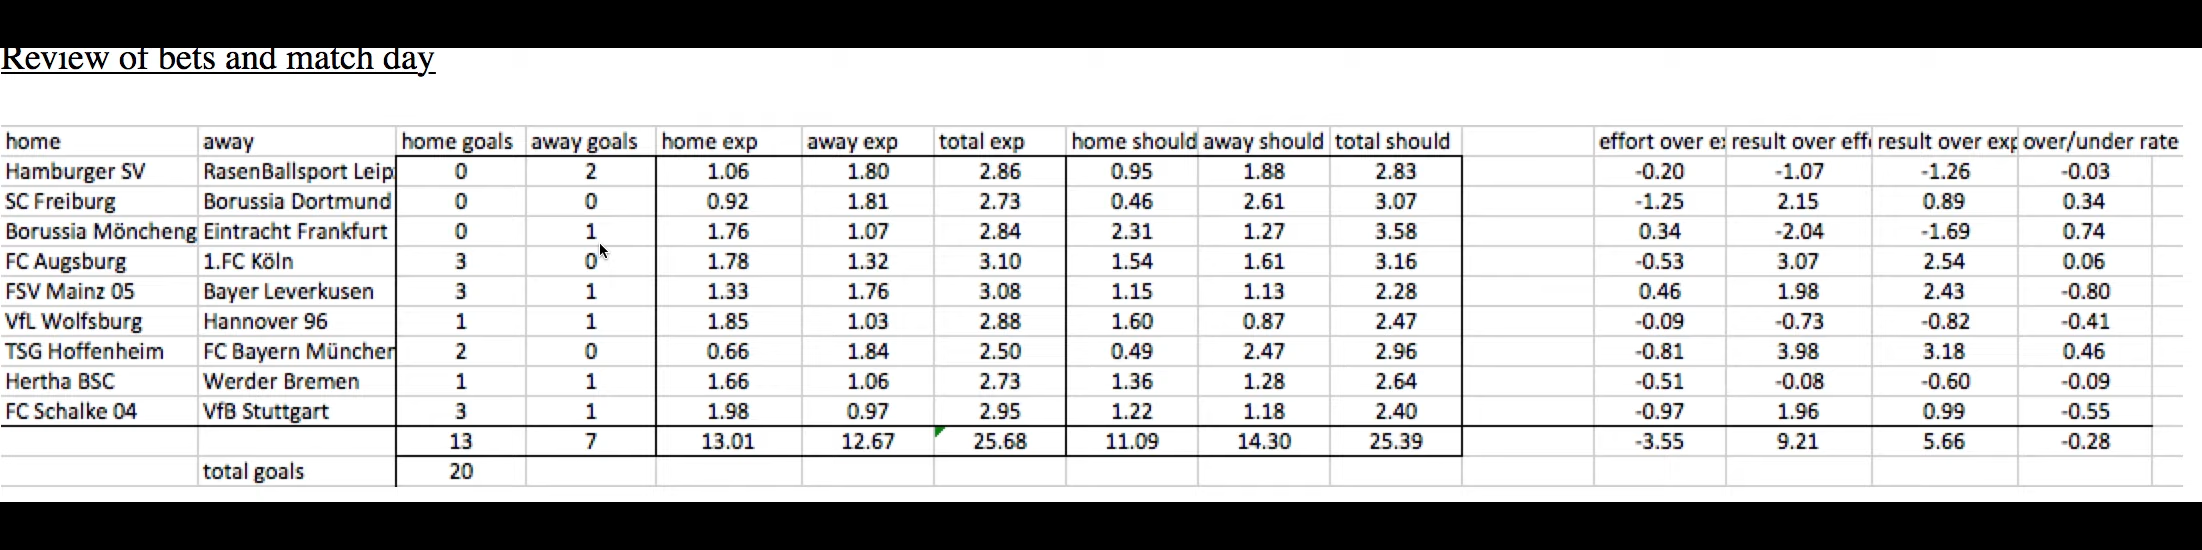 Review of bets and match day
home away home goals away goals home exp away exp total exp home should away should total should effort over ex result over effe result over exp over/under rate
Hamburger SV RasenBallsport Leip 0 2 1.06 1.80 2.86 0.95 1.88 2.83 -0.20 -1.07 -1.26 -0.03
SC Freiburg Borussia Dortmund 0 0 0.92 1.81 2.73 0.46 2.61 3.07 -1.25 2.15 0.89 0.34
Borussia Möncheng Eintracht Frankfurt 0 1 1.76 1.07 2.84 2.31 1.27 3.58 0.34 -2.04 -1.69 0.74
FC Augsburg 1.FC Köln 3 0 1.78 1.32 3.10 1.54 1.61 3.16 -0.53 3.07 2.54 0.06
FSV Mainz 05 Bayer Leverkusen 3 1 1.33 1.76 3.08 1.15 1.13 2.28 0.46 1.98 2.43 -0.80
VfL Wolfsburg Hannover 96 1 1 1.85 1.03 2.88 1.60 0.87 2.47 -0.09 -0.73 -0.82 -0.41
TSG Hoffenheim FC Bayern München 2 0 0.66 1.84 2.50 0.49 2.47 2.96 -0.81 3.98 3.18 0.46
Hertha BSC Werder Bremen 1 1 1.66 1.06 2.73 1.36 1.28 2.64 -0.51 -0.08 -0.60 -0.09
FC Schalke 04 VfB Stuttgart 3 1 1.98 0.97 2.95 1.22 1.18 2.40 -0.97 1.96 0.99 -0.55
13 7 13.01 12.67 25.68 11.09 14.30 25.39 -3.55 9.21 5.66 -0.28
total goals 20